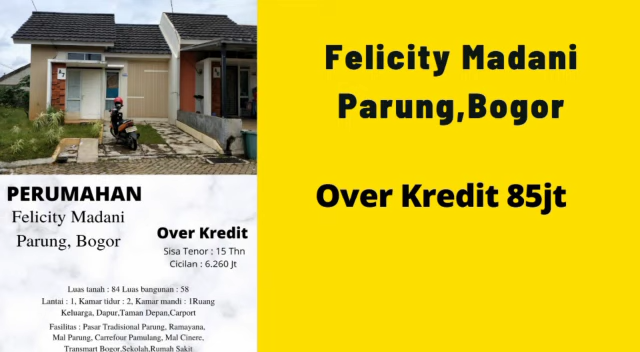 PERUMAHAN
Felicity Madani
Parung, Bogor
Over Kredit
Sisa Tenor : 15 Thn
Cicilan : 6.260 Jt
Luas tanah : 84 Luas bangunan : 58
Lantai : 1, Kamar tidur : 2, Kamar mandi : 1Ruang
Keluarga, Dapur,Taman Depan,Carport
Fasilitas : Pasar Tradisional Parung, Ramayana,
Mal Parung, Carrefour Pamulang, Mal Cinere,
Transmart Bogor,Sekolah,Rumah Sakit
Felicity Madani
Parung,Bogor
Over Kredit 85jt